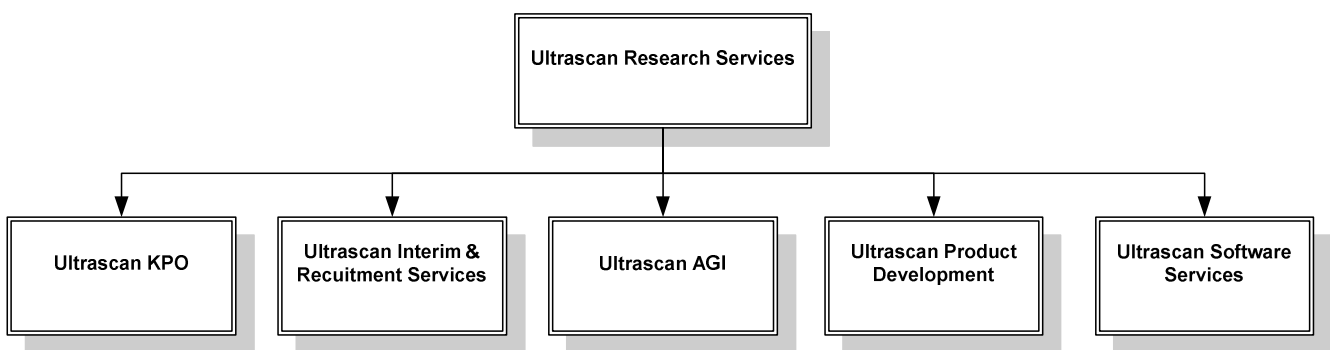 Ultrascan Research Services
Ultrascan KPO
Ultrascan Interim &
Recuitment Services
Ultrascan AGI
Ultrascan Product
Development
Ultrascan Software
Services